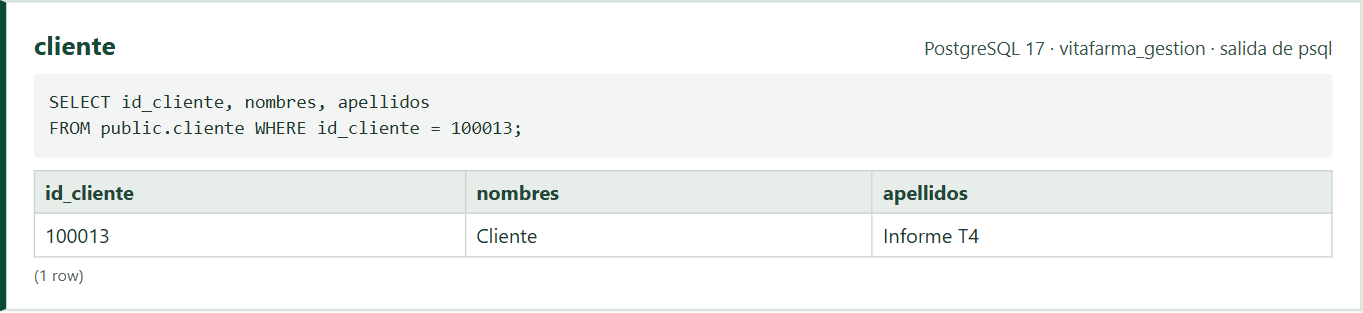 cliente
PostgreSQL 17 · vitafarma_gestion · salida de psql
SELECT id_cliente, nombres, apellidos
FROM public.cliente WHERE id_cliente = 100013;
id_cliente nombres apellidos
100013 Cliente Informe T4
(1 row)